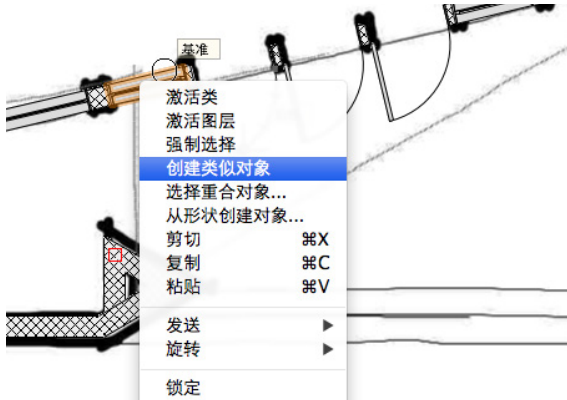 基准
激活类
激活图层
强制选择
创建类似对象
选择重合对象...
从形状创建对象...
剪切 ⌘X
复制 ⌘C
粘贴 ⌘V
发送 ▶
旋转 ▶
锁定